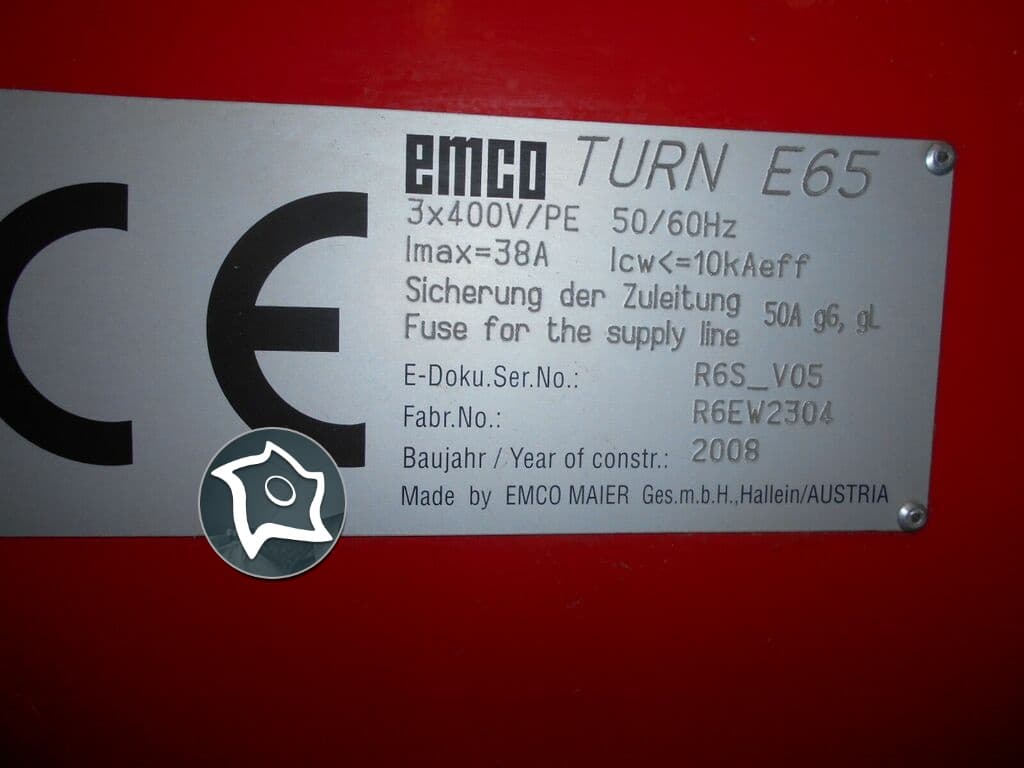 CE
emco TURN E65
3x400V/PE 50/60Hz
Imax=38A Icw<=10kAeff
Sicherung der Zuleitung
Fuse for the supply line
50A gG, gL
E-Doku.Ser.No.: R6S_V05
Fabr.No.: R6EW2304
Baujahr / Year of constr.: 2008
Made by EMCO MAIER Ges.m.b.H.,Hallein/AUSTRIA